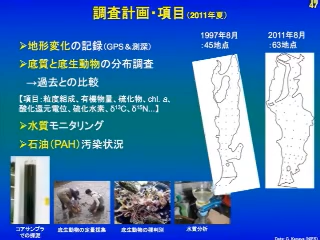 47
調査計画・項目(2011年夏)
➢地形変化の記録(GPS&測深)
➢底質と底生動物の分布調査
→過去との比較
【項目:粒度組成、有機物量、硫化物、chl. a、
酸化還元電位、硫化水素、δ13C、δ15N...】
➢水質モニタリング
➢石油(PAH)汚染状況
1997年8月
:45地点
2011年8月
:63地点
コアサンプラ
での採泥
底生動物の定量採集
底生動物の種判別
水質分析